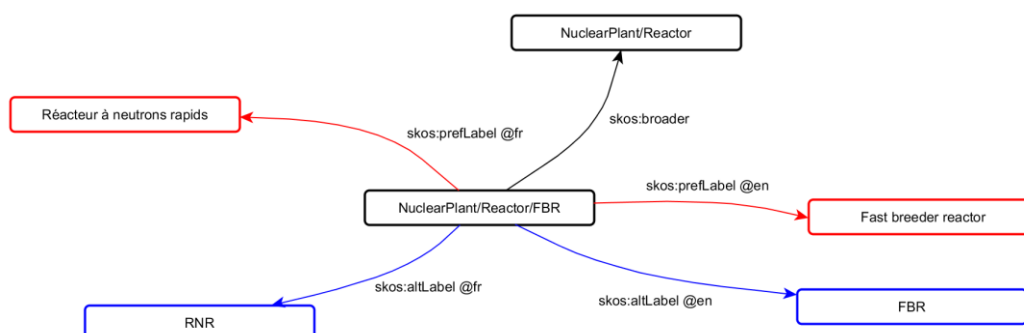 NuclearPlant/Reactor
Réacteur à neutrons rapids
skos:prefLabel @fr
skos:broader
skos:prefLabel @en
NuclearPlant/Reactor/FBR
Fast breeder reactor
skos:altLabel @fr
skos:altLabel @en
FBR
RNR